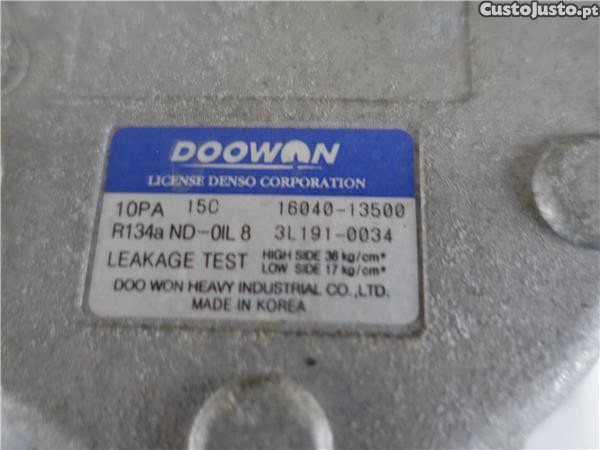 CustoJusto.pt
DOOWON
LICENSE DENSO CORPORATION
10PA 15C 16040-13500
R134a ND-OIL 8 3L191-0034
LEAKAGE TEST HIGH SIDE 36 kg/cm²
LOW SIDE 17 kg/cm²
DOO WON HEAVY INDUSTRIAL CO.,LTD.
MADE IN KOREA